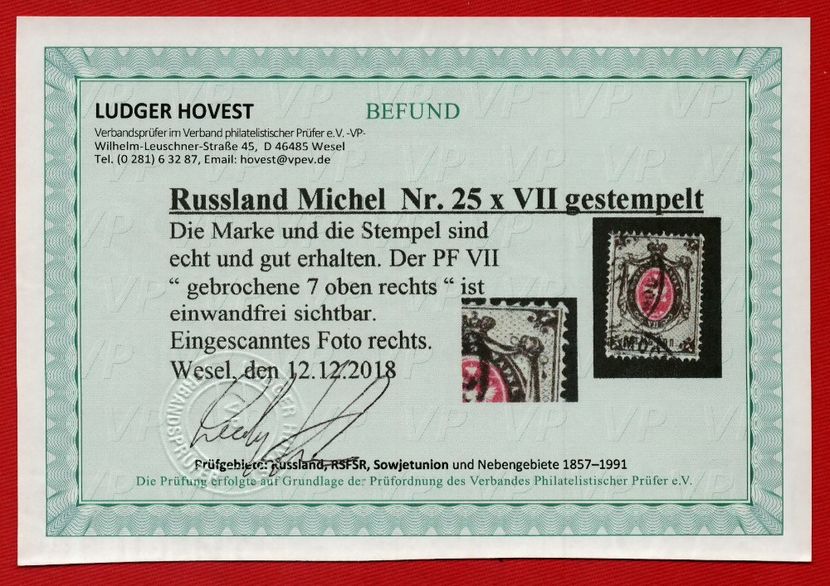 LUDGER HOVEST
BEFUND
Verbandsprüfer im Verband philatelistischer Prüfer e.V. -VP-
Wilhelm-Leuschner-Straße 45, D 46485 Wesel
Tel. (0 281) 6 32 87, Email: hovest@vpev.de
Russland Michel Nr. 25 x VII gestempelt
Die Marke und die Stempel sind
echt und gut erhalten. Der PF VII
“ gebrochene 7 oben rechts “ ist
einwandfrei sichtbar.
Eingescanntes Foto rechts.
Wesel, den 12.12.2018
Prüfgebiete: Russland, RSFSR, Sowjetunion und Nebengebiete 1857–1991
Die Prüfung erfolgte auf Grundlage der Prüfordnung des Verbandes Philatelistischer Prüfer e.V.